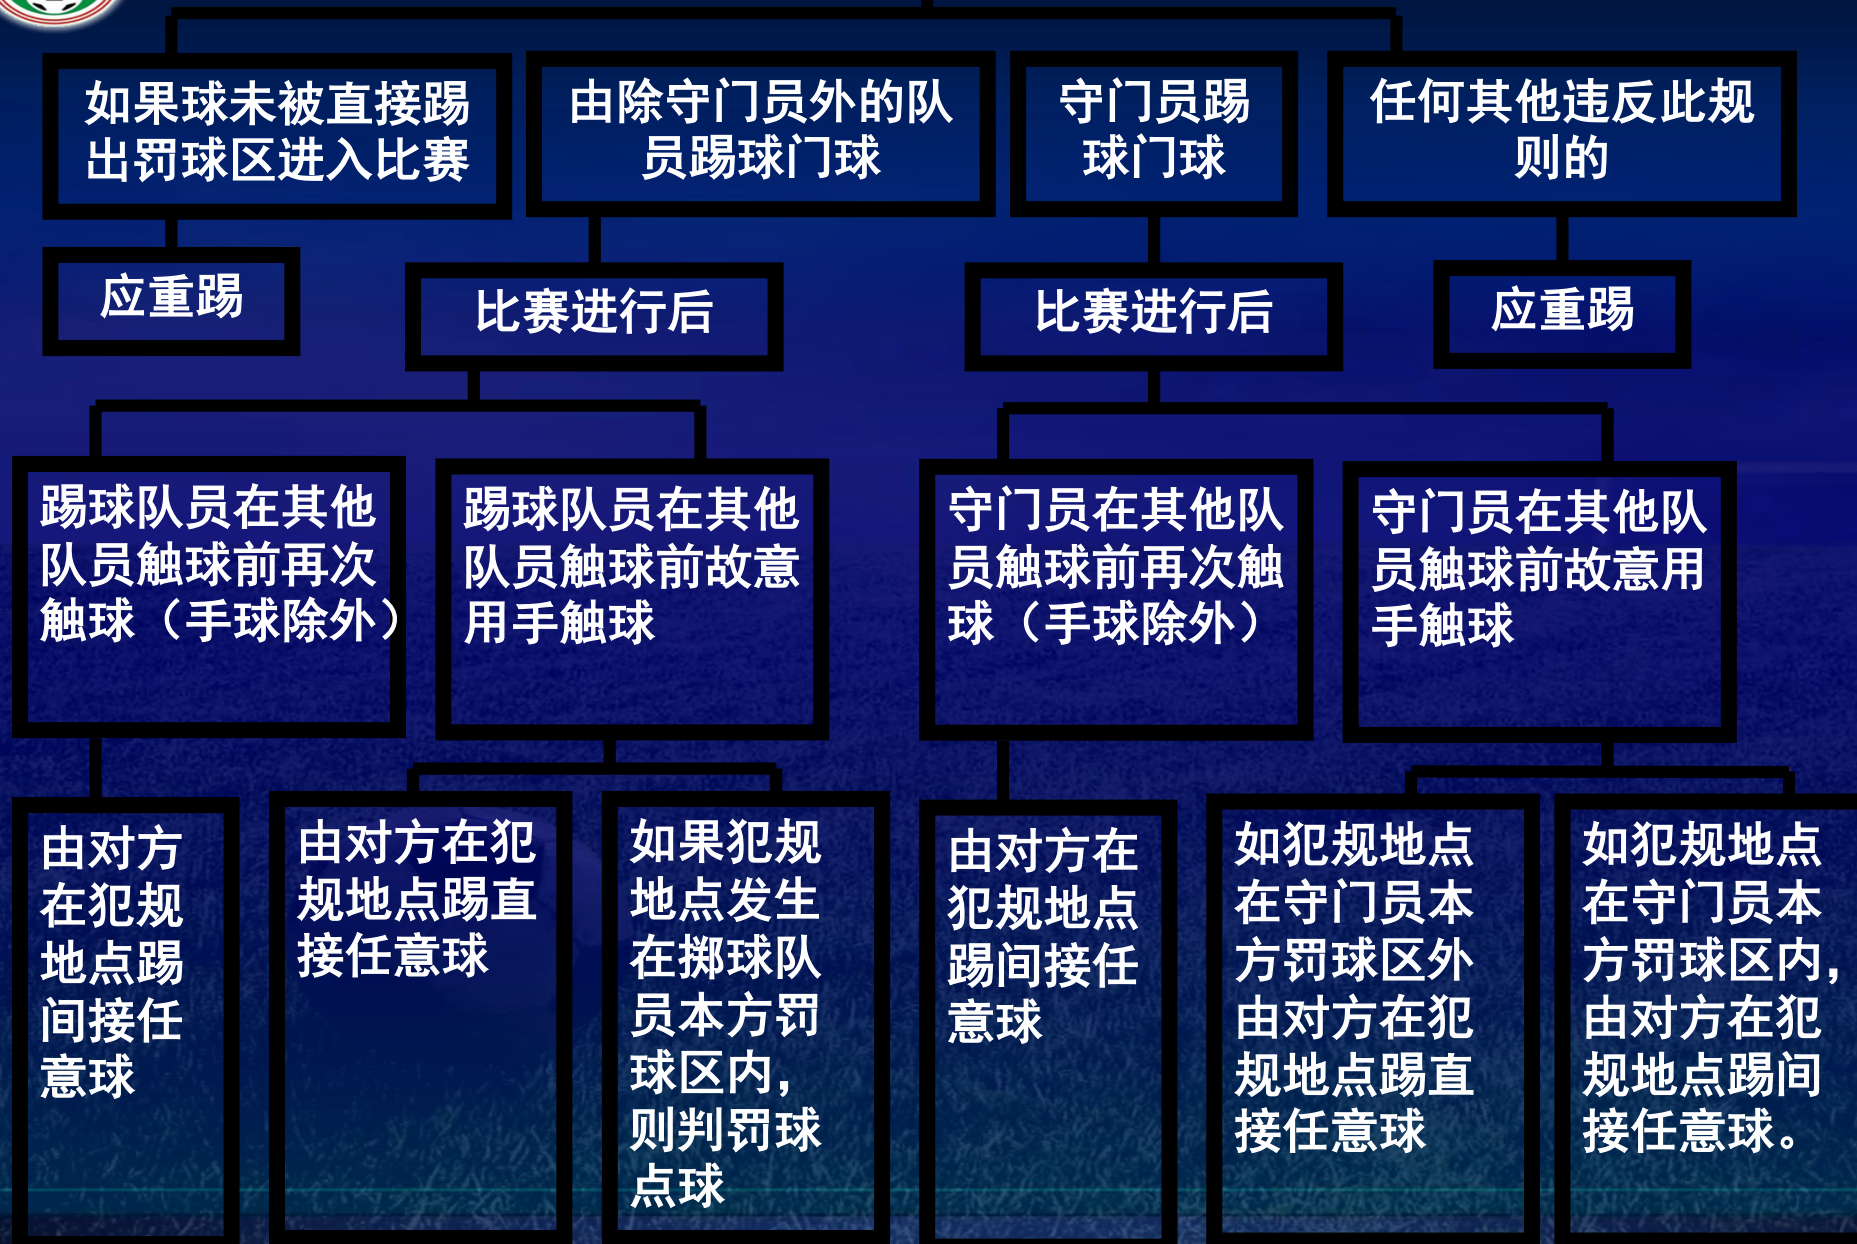 如果球未被直接踢
出罚球区进入比赛
由除守门员外的队
员踢球门球
守门员踢
球门球
任何其他违反此规
则的
应重踢
比赛进行后
比赛进行后
应重踢
踢球队员在其他
队员触球前再次
触球（手球除外）
踢球队员在其他
队员触球前故意
用手触球
守门员在其他队
员触球前再次触
球（手球除外）
守门员在其他队
员触球前故意用
手触球
由对方
在犯规
地点踢
间接任
意球
由对方在犯
规地点踢直
接任意球
如果犯规
地点发生
在掷球队
员本方罚
球区内，
则判罚球
点球
由对方在
犯规地点
踢间接任
意球
如犯规地点
在守门员本
方罚球区外
由对方在犯
规地点踢直
接任意球
如犯规地点
在守门员本
方罚球区内，
由对方在犯
规地点踢间
接任意球。